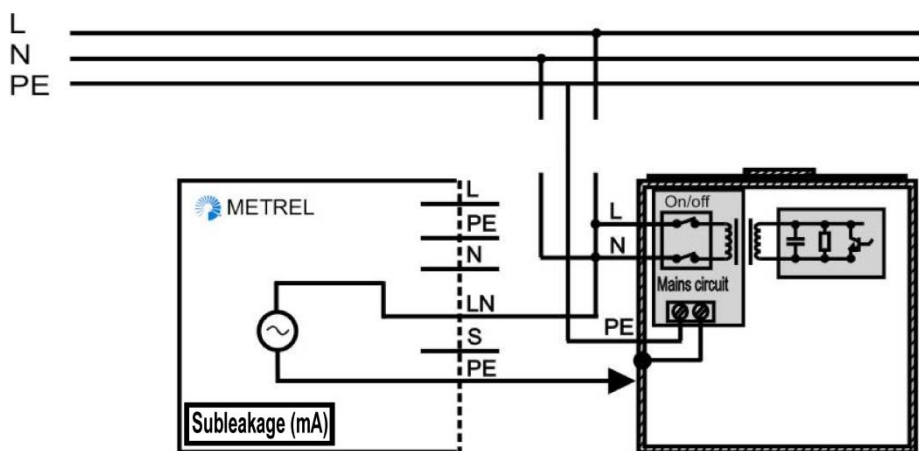 L
N
PE
METREL
L
PE
N
LN
S
PE
Subleakage (mA)
L
N
PE
On/off
Mains circuit